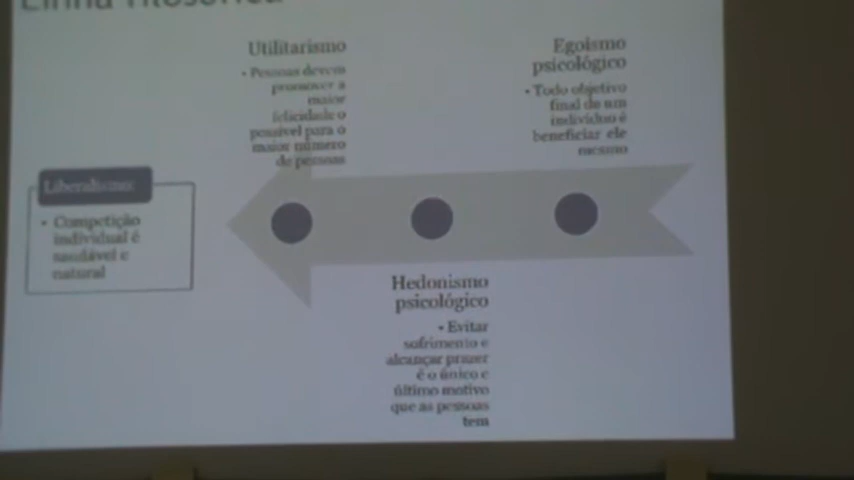 Linha filosófica
Utilitarismo
• Pessoas devem
promover a
maior
felicidade o
possível para o
maior número
de pessoas
Egoísmo
psicológico
• Todo objetivo
final de um
indivíduo é
beneficiar ele
mesmo
Liberalismo:
• Competição
individual é
saudável e
natural
Hedonismo
psicológico
• Evitar
sofrimento e
alcançar prazer
é o único e
último motivo
que as pessoas
tem